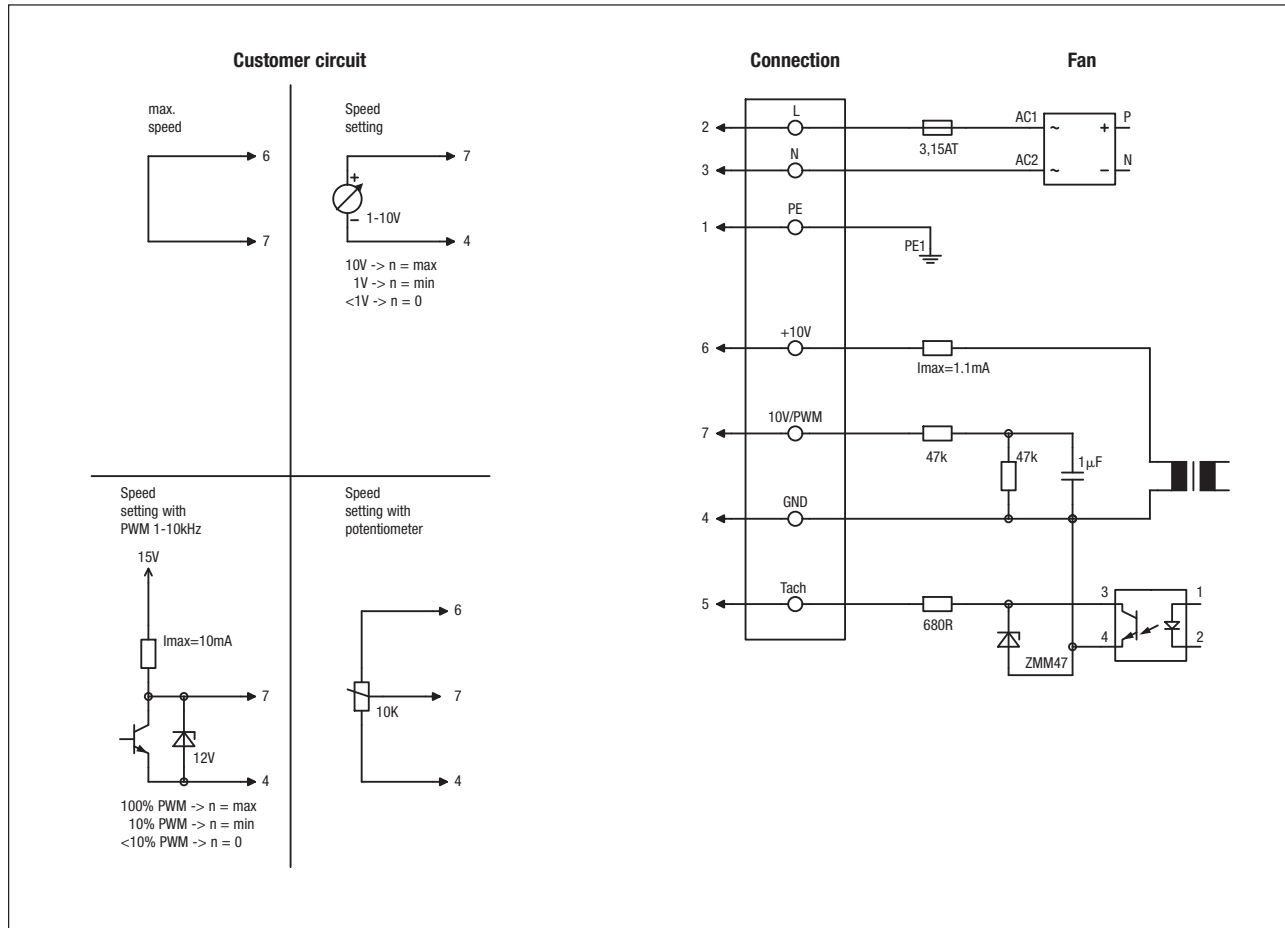 Customer circuit
max.
speed
6
7
Speed
setting
7
+
1-10V
–
4
10V -> n = max
1V -> n = min
<1V -> n = 0
Speed
setting with
PWM 1-10kHz
15V
Imax=10mA
7
12V
4
100% PWM -> n = max
10% PWM -> n = min
<10% PWM -> n = 0
Speed
setting with
potentiometer
6
7
10K
4
Connection
Fan
2
L
3,15AT
AC1
~
+
P
3
N
AC2
~
–
N
1
PE
PE1
6
+10V
Imax=1.1mA
7
10V/PWM
47k
47k
1µF
4
GND
5
Tach
680R
ZMM47
3
4
1
2